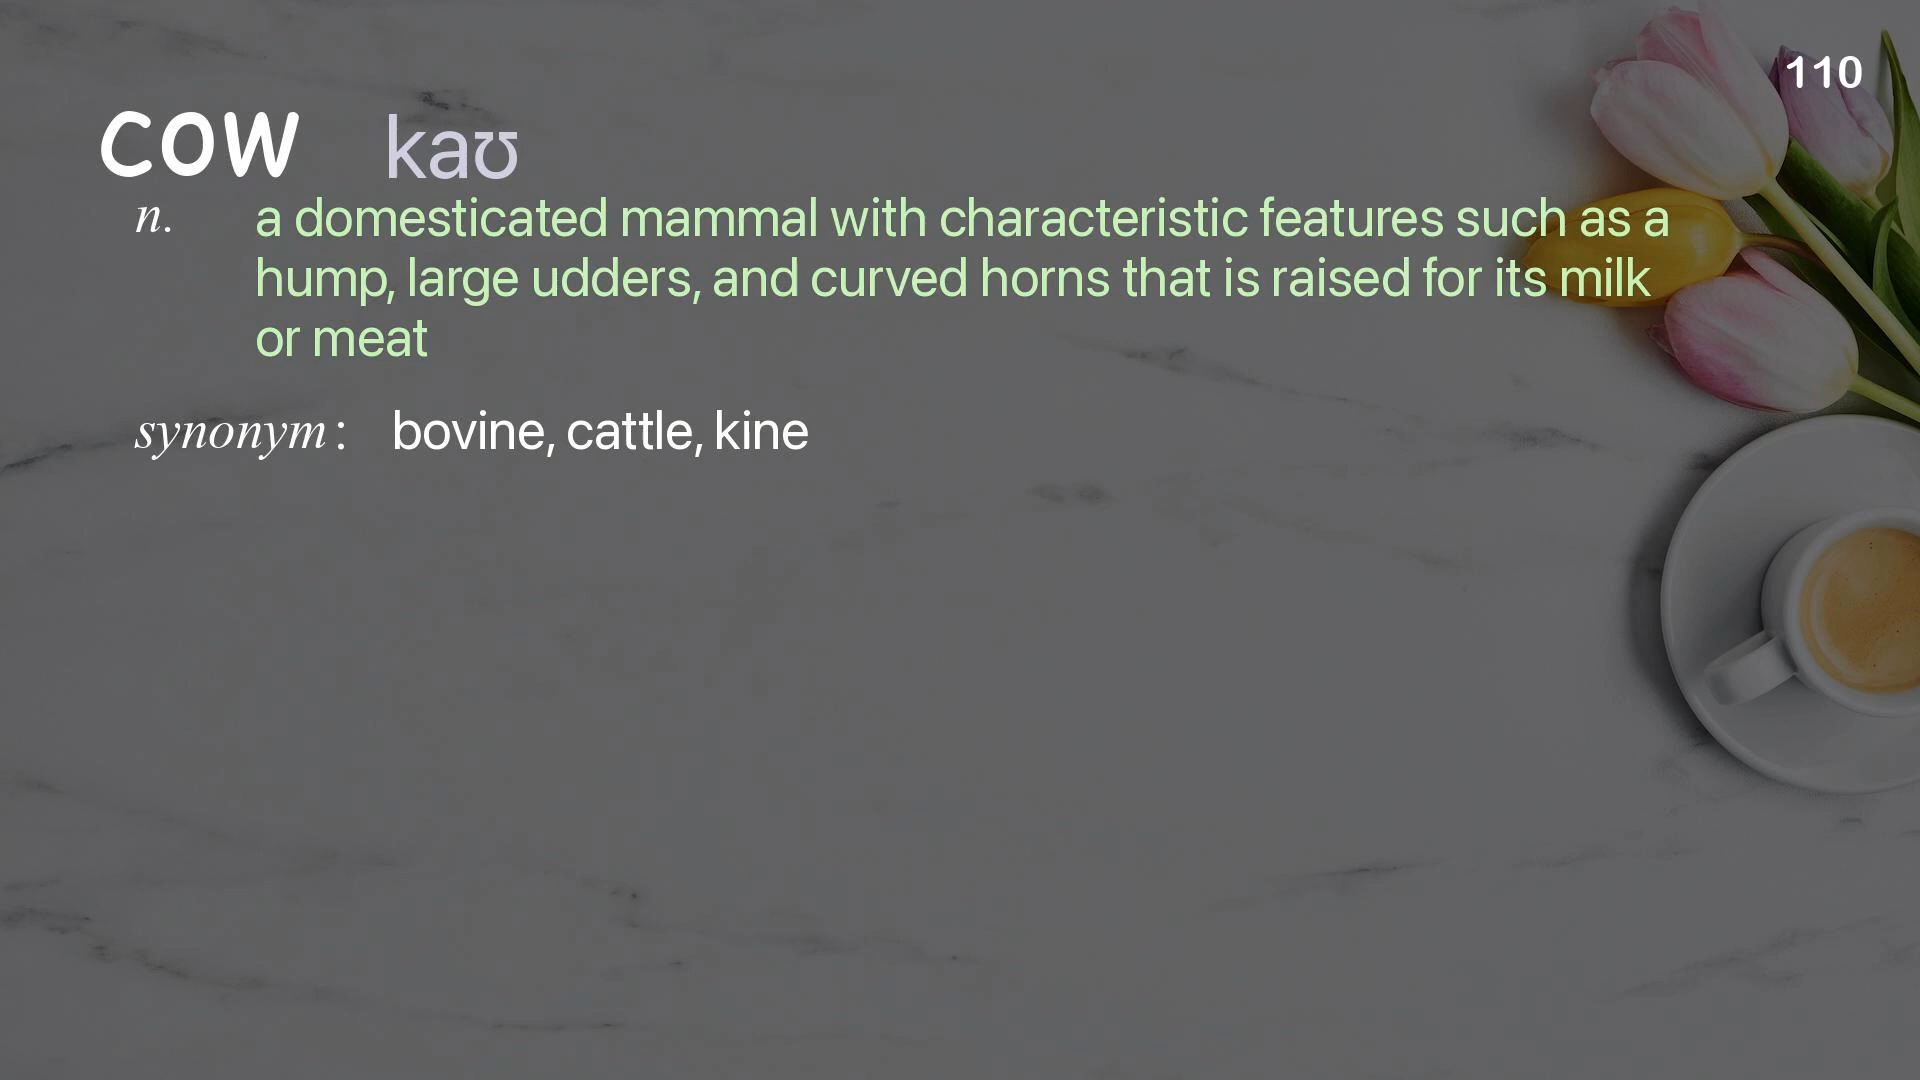 110
cow kaʊ
n. a domesticated mammal with characteristic features such as a
hump, large udders, and curved horns that is raised for its milk
or meat
synonym: bovine, cattle, kine